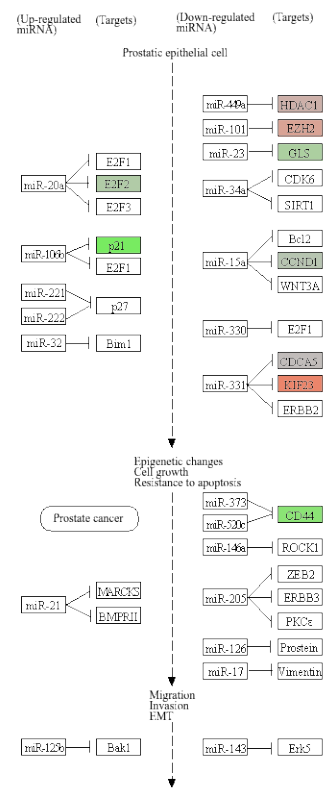 (Up-regulated miRNA)
(Targets)
(Down-regulated miRNA)
(Targets)
Prostatic epithelial cell
miR-449a
HDAC1
miR-101
EZH2
miR-23
GLS
miR-34a
CDK6
SIRT1
miR-20a
E2F1
E2F2
E2F3
miR-106b
p21
E2F1
miR-15a
Bcl2
CCND1
WNT3A
miR-221
miR-222
p27
miR-330
E2F1
miR-32
Bim1
miR-331
CDCA5
KIF23
ERBB2
Epigenetic changes
Cell growth
Resistance to apoptosis
Prostate cancer
miR-373
miR-520c
CD44
miR-146a
ROCK1
miR-21
MARCKS
BMPRII
miR-205
ZEB2
ERBB3
PKCε
miR-126
Prostein
miR-17
Vimentin
Migration
Invasion
EMT
miR-125b
Bak1
miR-143
Erk5